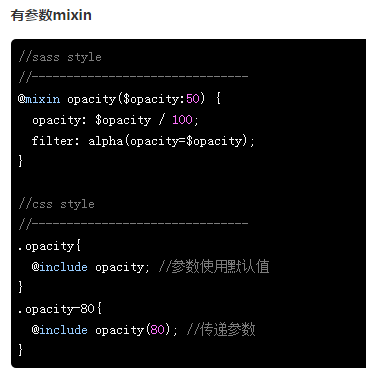 有参数mixin
//sass style
//-------------------------------
@mixin opacity($opacity:50) {
  opacity: $opacity / 100;
  filter: alpha(opacity=$opacity);
}

//css style
//-------------------------------
.opacity{
  @include opacity; //参数使用默认值
}
.opacity-80{
  @include opacity(80); //传递参数
}